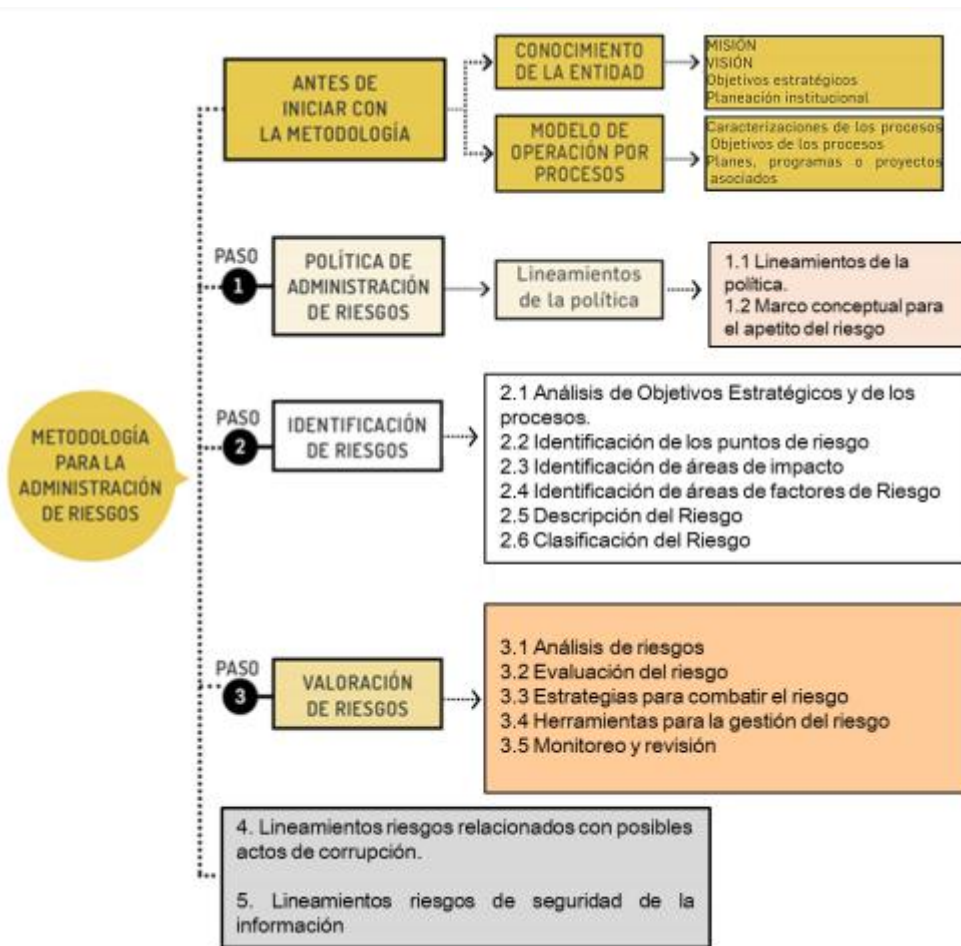 METODOLOGÍA
PARA LA
ADMINISTRACIÓN
DE RIESGOS
ANTES DE
INICIAR CON
LA METODOLOGÍA
CONOCIMIENTO
DE LA ENTIDAD
MISIÓN
VISIÓN
Objetivos estratégicos
Planeación institucional
MODELO DE
OPERACIÓN POR
PROCESOS
Caracterizaciones de los procesos
Objetivos de los procesos
Planes, programas o proyectos
asociados
PASO
1
POLÍTICA DE
ADMINISTRACIÓN
DE RIESGOS
Lineamientos
de la política
1.1 Lineamientos de la
política.
1.2 Marco conceptual para
el apetito del riesgo
PASO
2
IDENTIFICACIÓN
DE RIESGOS
2.1 Análisis de Objetivos Estratégicos y de los
procesos.
2.2 Identificación de los puntos de riesgo
2.3 Identificación de áreas de impacto
2.4 Identificación de áreas de factores de Riesgo
2.5 Descripción del Riesgo
2.6 Clasificación del Riesgo
PASO
3
VALORACIÓN
DE RIESGOS
3.1 Análisis de riesgos
3.2 Evaluación del riesgo
3.3 Estrategias para combatir el riesgo
3.4 Herramientas para la gestión del riesgo
3.5 Monitoreo y revisión
4. Lineamientos riesgos relacionados con posibles
actos de corrupción.
5. Lineamientos riesgos de seguridad de la
información